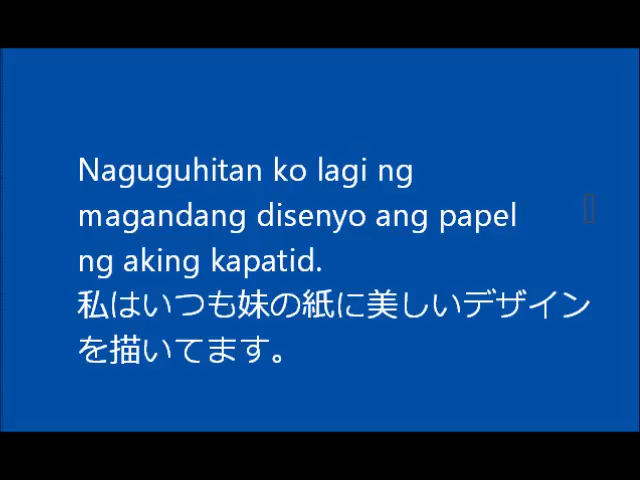 Naguguhitan ko lagi ng
magandang disenyo ang papel
ng aking kapatid.
私はいつも妹の紙に美しいデザイン
を描いてます。